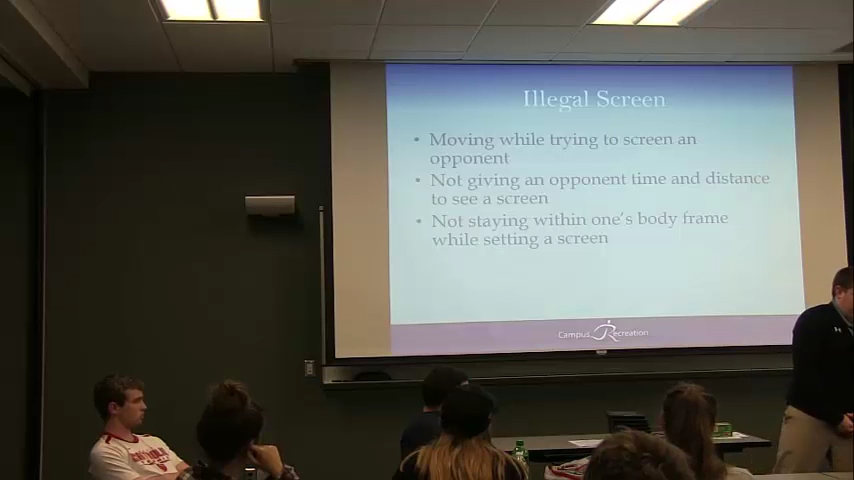 Illegal Screen
• Moving while trying to screen an
opponent
• Not giving an opponent time and distance
to see a screen
• Not staying within one's body frame
while setting a screen
Campus Recreation